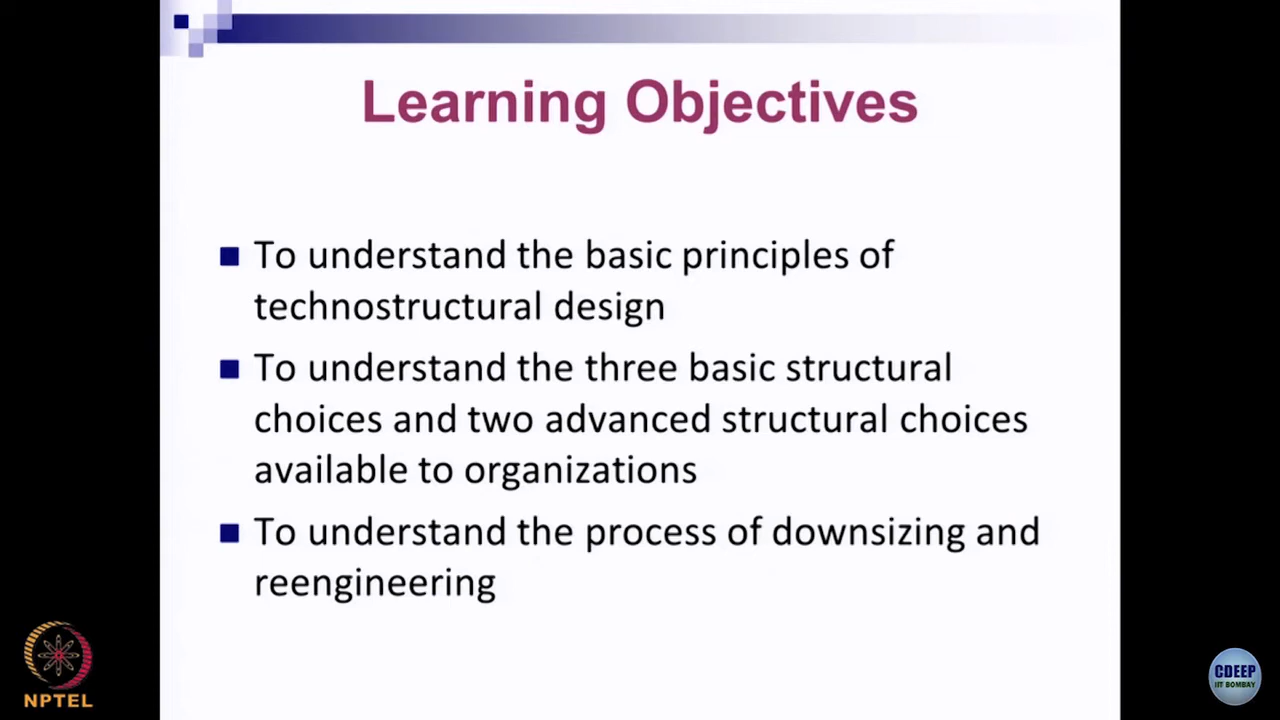 Learning Objectives
To understand the basic principles of
technostructural design
To understand the three basic structural
choices and two advanced structural choices
available to organizations
To understand the process of downsizing and
reengineering
NPTEL
CDEEP
IIT BOMBAY